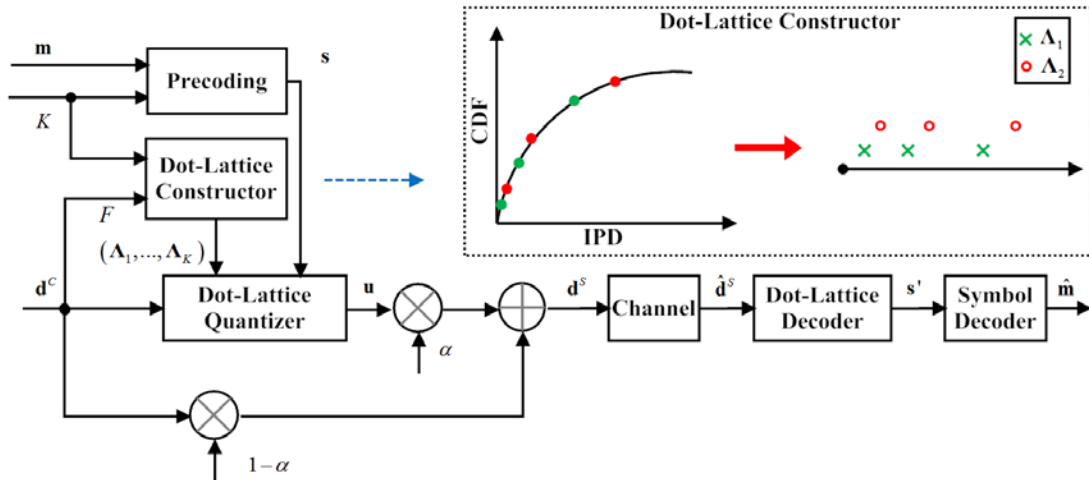 Dot-Lattice Constructor
m
s
Precoding
K
Dot-Lattice
Constructor
F
(Λ₁,...,Λ_K)
CDF
IPD
Λ₁
Λ₂
d^C
Dot-Lattice
Quantizer
u
α
d^S
Channel
d̂^S
Dot-Lattice
Decoder
s'
Symbol
Decoder
m̂
1−α